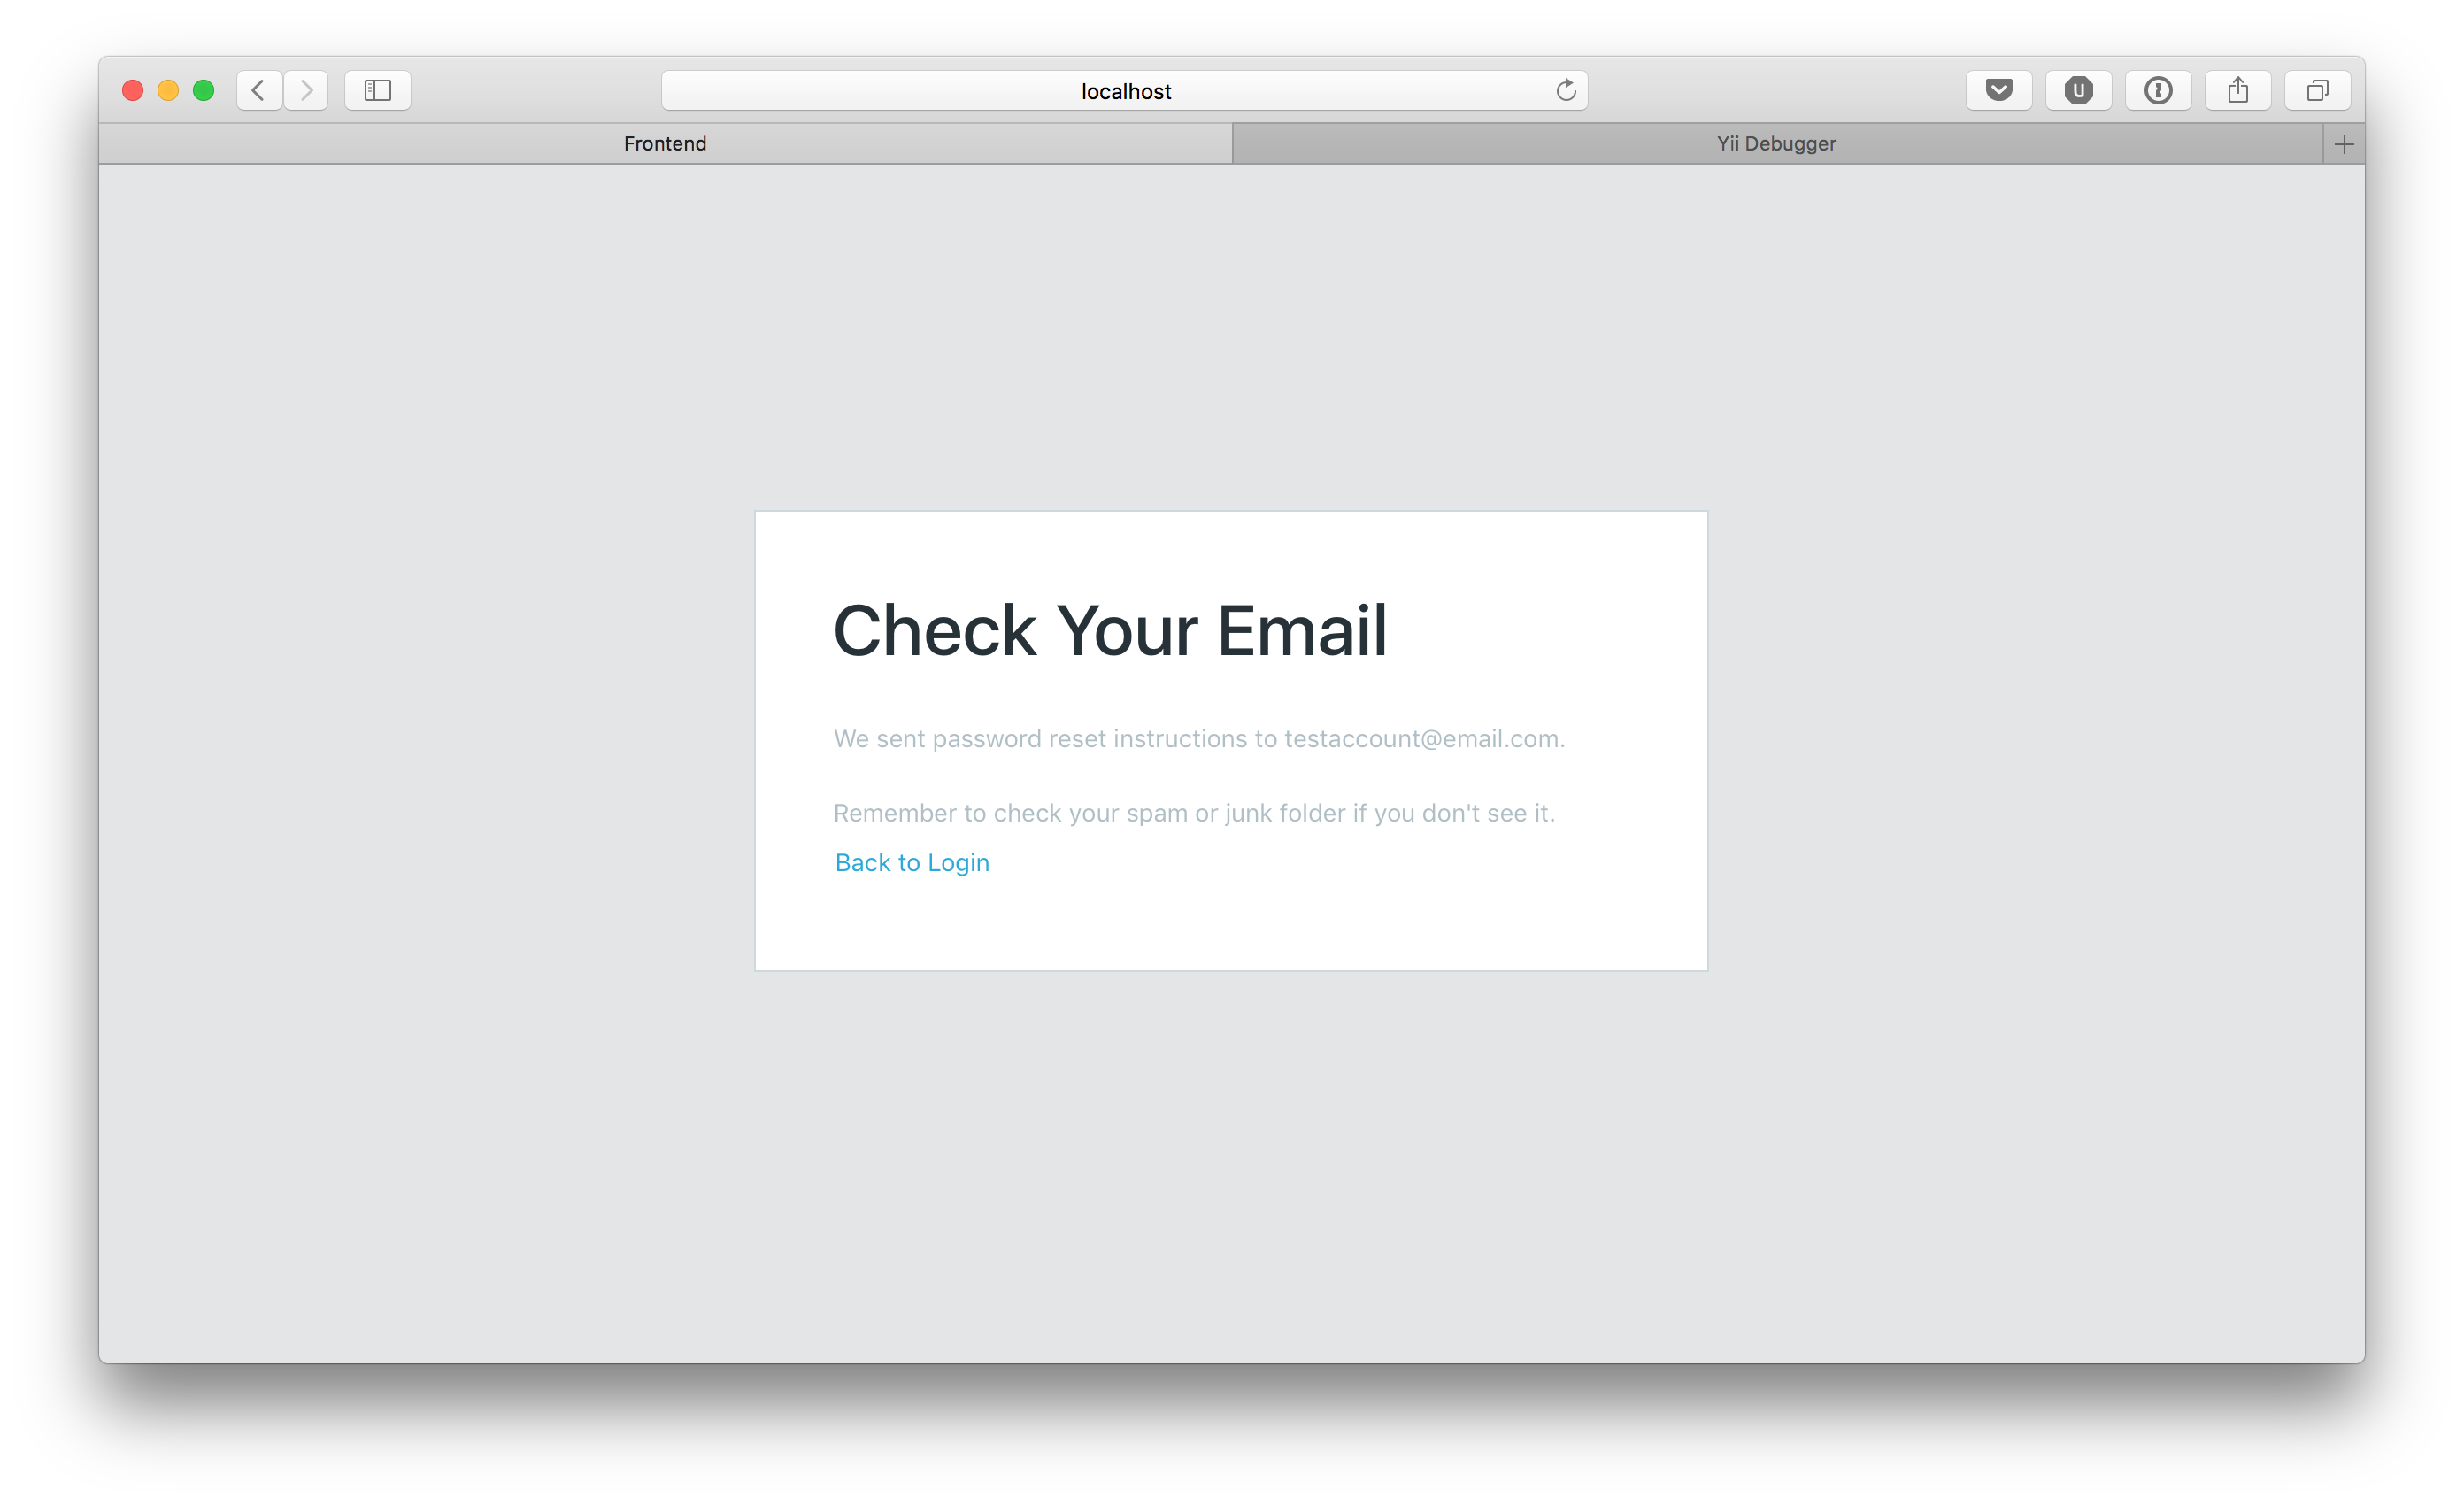 localhost
Frontend
Yii Debugger
Check Your Email
We sent password reset instructions to testaccount@email.com.
Remember to check your spam or junk folder if you don't see it.
Back to Login